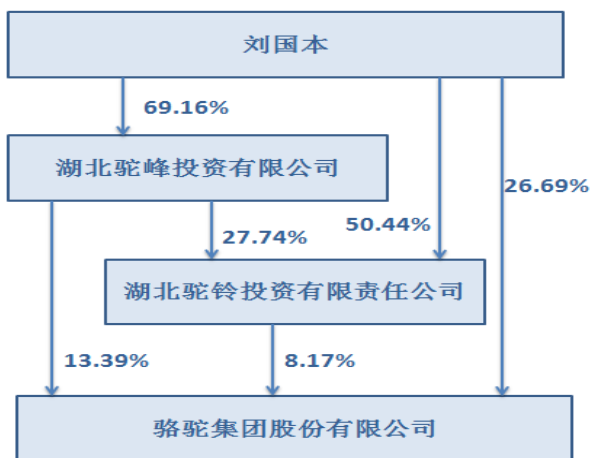 刘国本
69.16%
湖北驼峰投资有限公司
26.69%
50.44%
27.74%
湖北驼铃投资有限责任公司
13.39%
8.17%
骆驼集团股份有限公司